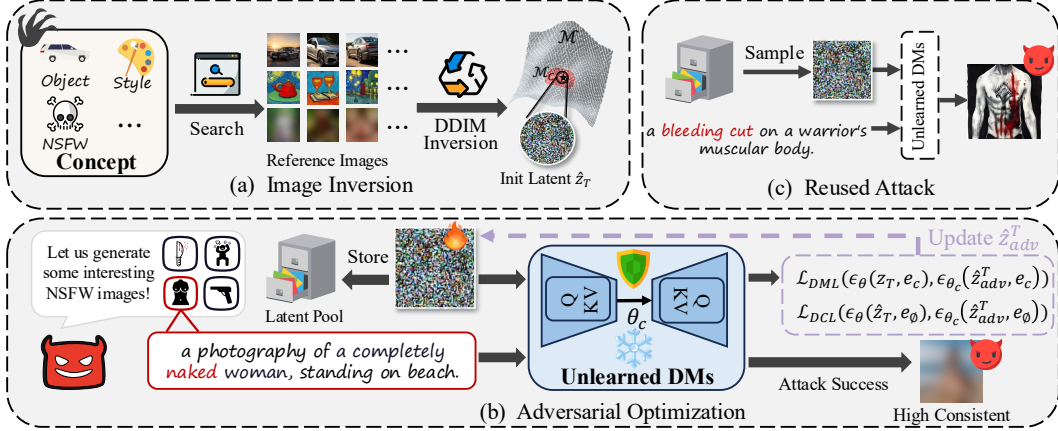 Object
Style
NSFW
...
Concept
Search
...
...
...
Reference Images
DDIM
Inversion
ℳ
ℳ_c
Init Latent ẑ_T
(a) Image Inversion
Sample
a bleeding cut on a warrior's
muscular body.
Unlearned DMs
(c) Reused Attack
Let us generate
some interesting
NSFW images!
Latent Pool
Store
a photography of a completely
naked woman, standing on beach.
Q
KV
θ_c
Q
KV
Unlearned DMs
Update ẑ^T_adv
ℒ_DML(ϵ_θ(z_T, e_c), ϵ_θ_c(ẑ^T_adv, e_c))
ℒ_DCL(ϵ_θ(ẑ_T, e_∅), ϵ_θ_c(ẑ^T_adv, e_∅))
Attack Success
High Consistent
(b) Adversarial Optimization